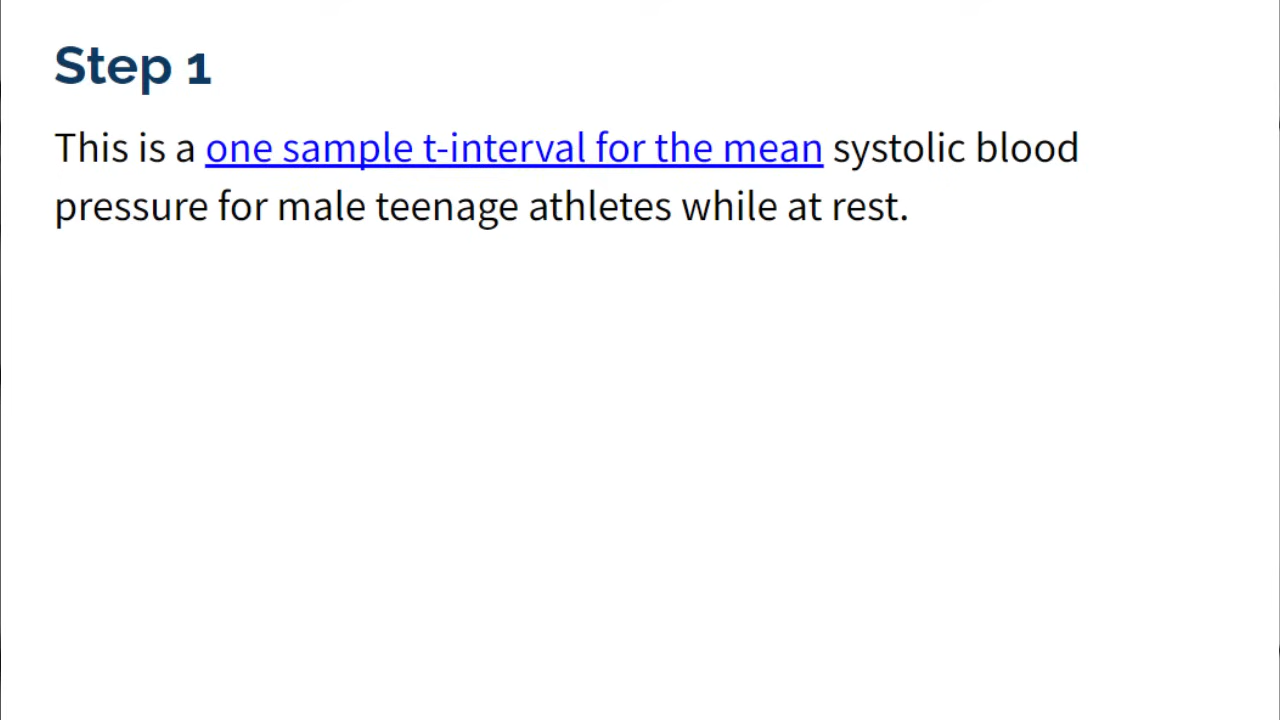 Step 1
This is a one sample t-interval for the mean systolic blood
pressure for male teenage athletes while at rest.